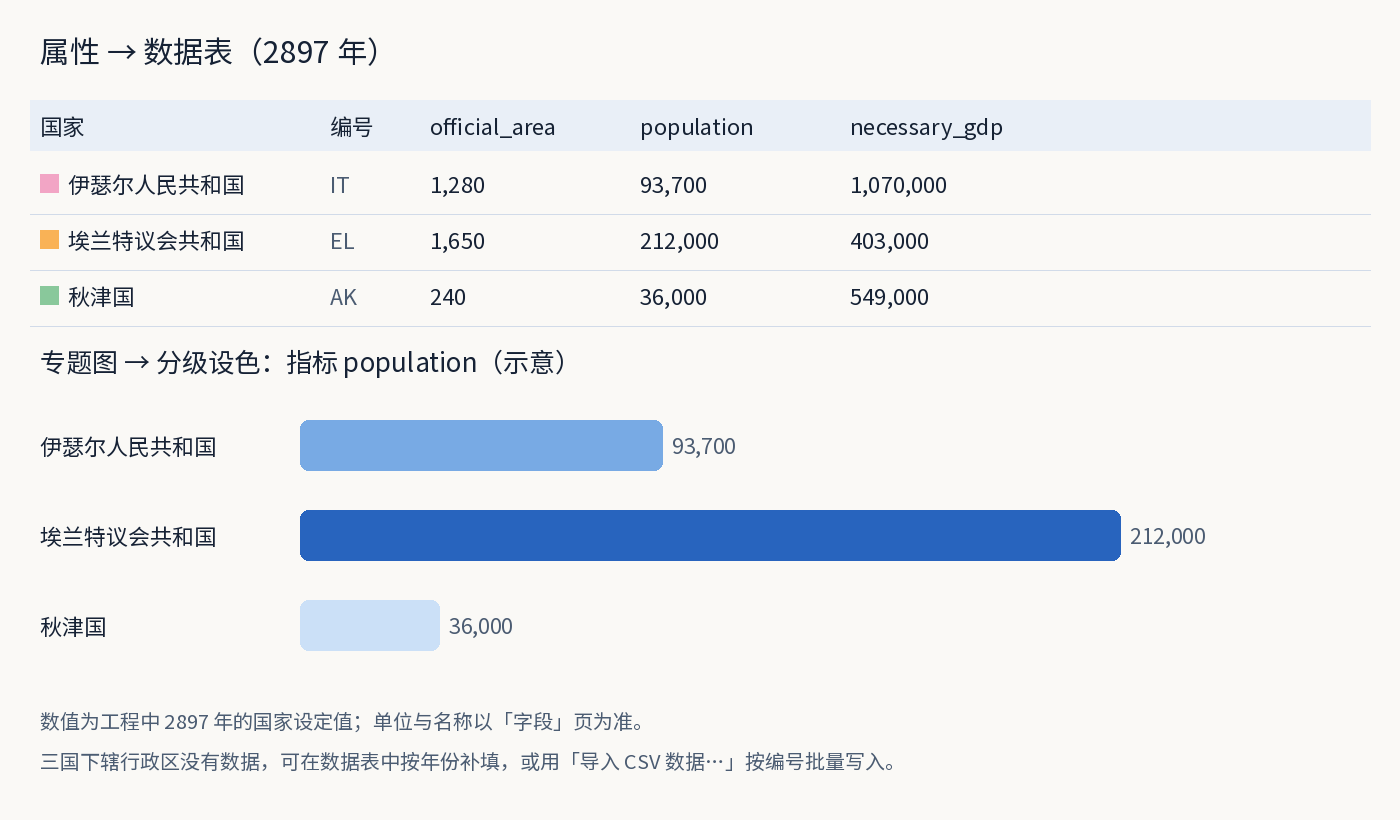 属性 → 数据表（2897 年）
国家 编号 official_area population necessary_gdp
伊瑟尔人民共和国 IT 1,280 93,700 1,070,000
埃兰特议会共和国 EL 1,650 212,000 403,000
秋津国 AK 240 36,000 549,000
专题图 → 分级设色：指标 population（示意）
伊瑟尔人民共和国 93,700
埃兰特议会共和国 212,000
秋津国 36,000
数值为工程中 2897 年的国家设定值；单位与名称以「字段」页为准。
三国下辖行政区没有数据，可在数据表中按年份补填，或用「导入 CSV 数据…」按编号批量写入。